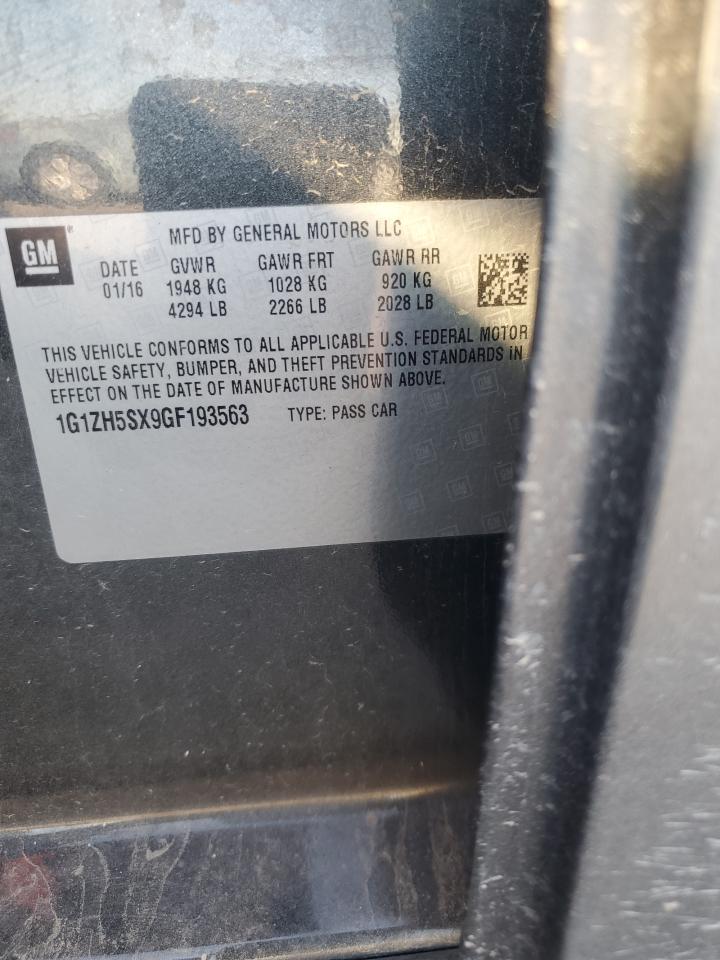 GM® MFD BY GENERAL MOTORS LLC
DATE GVWR GAWR FRT GAWR RR
01/16 1948 KG 1028 KG 920 KG
4294 LB 2266 LB 2028 LB
THIS VEHICLE CONFORMS TO ALL APPLICABLE U.S. FEDERAL MOTOR
VEHICLE SAFETY, BUMPER, AND THEFT PREVENTION STANDARDS IN
EFFECT ON THE DATE OF MANUFACTURE SHOWN ABOVE.
1G1ZH5SX9GF193563 TYPE: PASS CAR